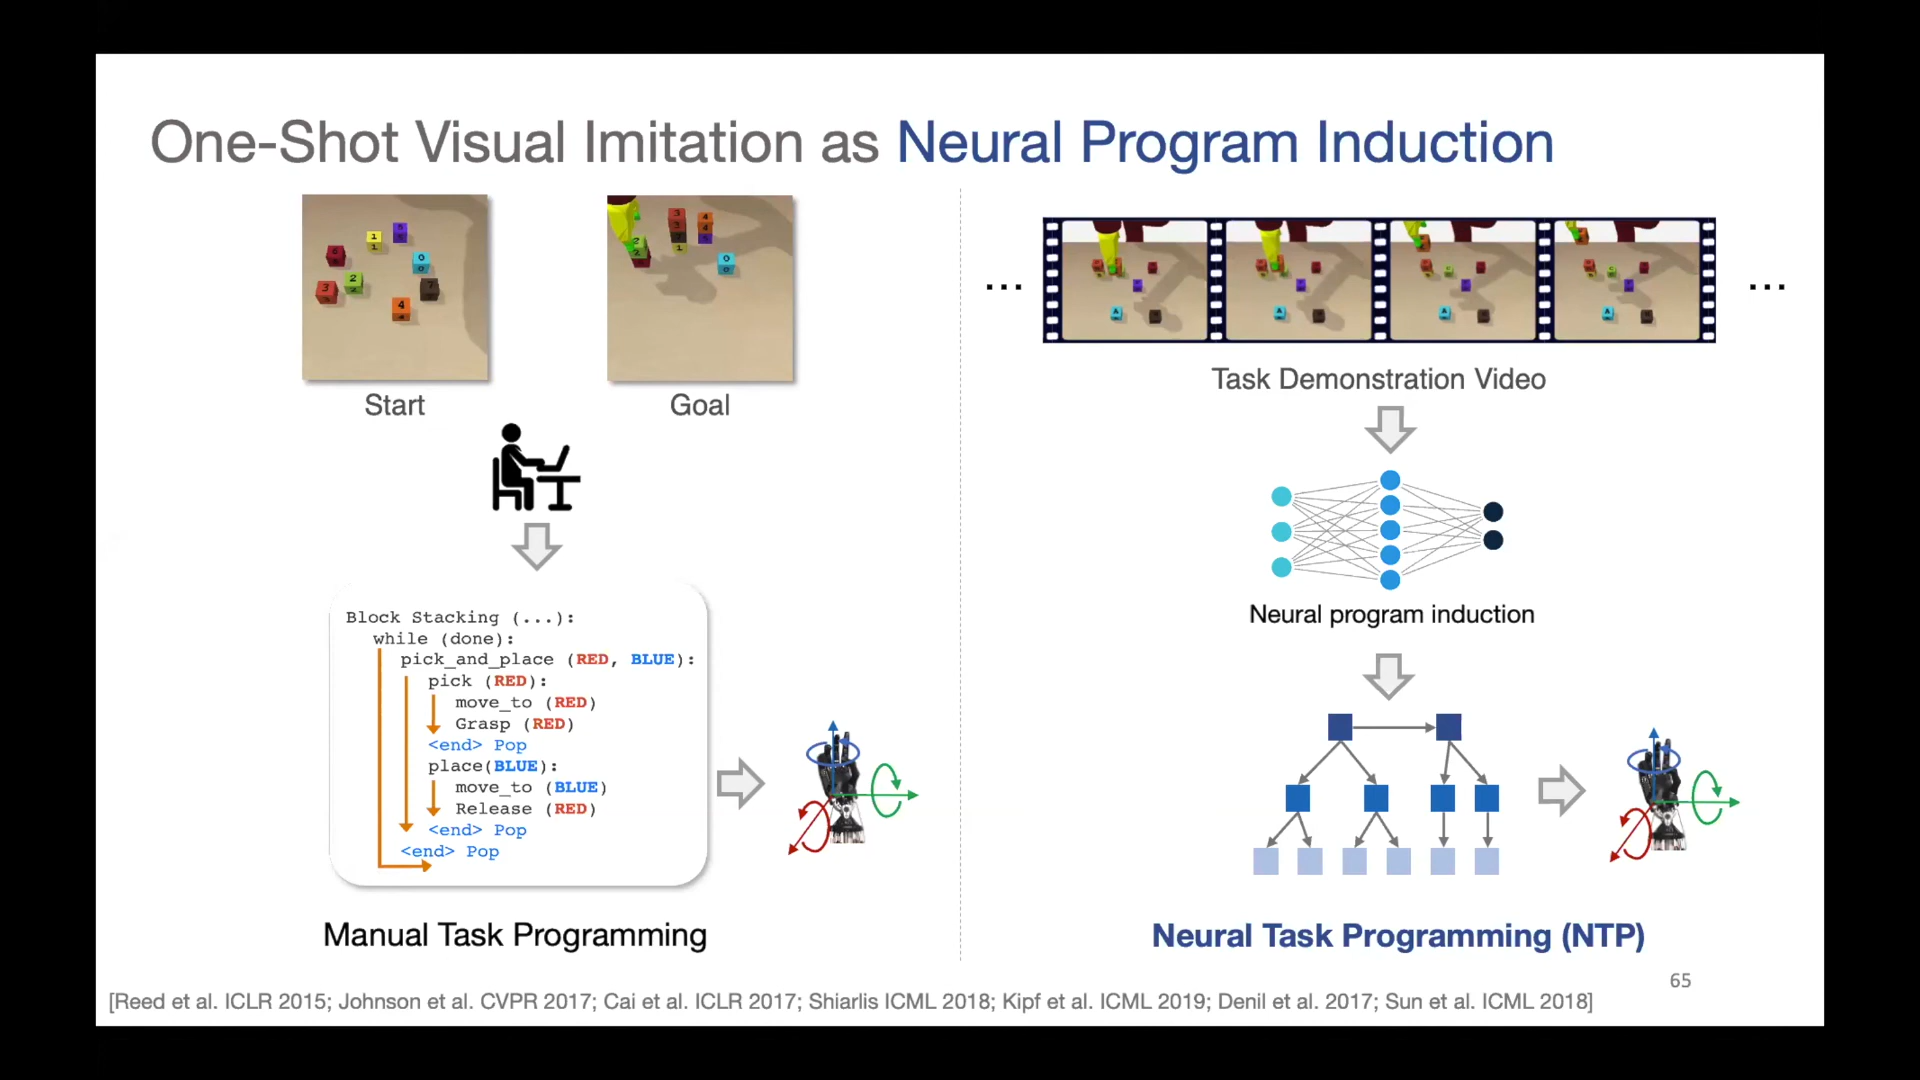 One-Shot Visual Imitation as Neural Program Induction
Start
Goal
Block Stacking (...):
while (done):
pick_and_place (RED, BLUE):
pick (RED):
move_to (RED)
Grasp (RED)
<end> Pop
place(BLUE):
move_to (BLUE)
Release (RED)
<end> Pop
<end> Pop
Manual Task Programming
...
...
Task Demonstration Video
Neural program induction
Neural Task Programming (NTP)
65
[Reed et al. ICLR 2015; Johnson et al. CVPR 2017; Cai et al. ICLR 2017; Shiarlis ICML 2018; Kipf et al. ICML 2019; Denil et al. 2017; Sun et al. ICML 2018]